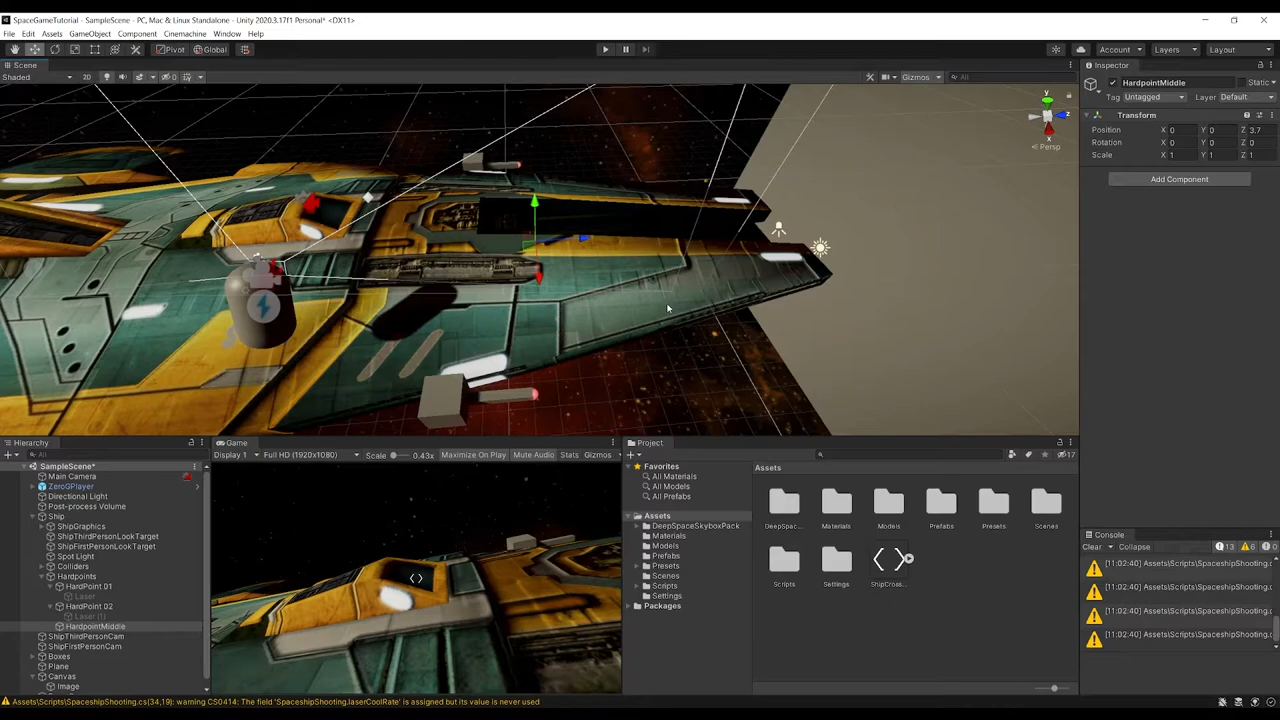 SpaceGameTutorial - SampleScene - PC, Mac & Linux Standalone - Unity 2020.3.17f1 Personal* <DX11>
File Edit Assets GameObject Component Cinemachine Window Help
Pivot Global Account Layers Layout
Scene
Shaded 2D 0 Gizmos All
y
z
x
Persp
Inspector
HardpointMiddle Static
Tag Untagged Layer Default
Transform
Position X 0 Y 0 Z 3.7
Rotation X 0 Y 0 Z 0
Scale X 1 Y 1 Z 1
Add Component
Hierarchy
All
SampleScene*
Main Camera
ZeroGPlayer
Directional Light
Post-process Volume
Ship
ShipGraphics
ShipThirdPersonLookTarget
ShipFirstPersonLookTarget
Spot Light
Colliders
Hardpoints
HardPoint 01
Laser
HardPoint 02
Laser (1)
HardpointMiddle
ShipThirdPersonCam
ShipFirstPersonCam
Boxes
Plane
Canvas
Image
Game
Display 1 Full HD (1920x1080) Scale 0.43x Maximize On Play Mute Audio Stats Gizmos
Project
17
Favorites
All Materials
All Models
All Prefabs
Assets
DeepSpaceSkyboxPack
Materials
Models
Prefabs
Presets
Scenes
Scripts
Settings
Packages
Assets
DeepSpac... Materials Models Prefabs Presets Scenes
Scripts Settings ShipCross...
Console
Clear Collapse 13 6 0
[11:02:40] Assets\Scripts\SpaceshipShooting.c
[11:02:40] Assets\Scripts\SpaceshipShooting.c
[11:02:40] Assets\Scripts\SpaceshipShooting.c
[11:02:40] Assets\Scripts\SpaceshipShooting.c
Assets\Scripts\SpaceshipShooting.cs(34,19): warning CS0414: The field 'SpaceshipShooting.laserCoolRate' is assigned but its value is never used